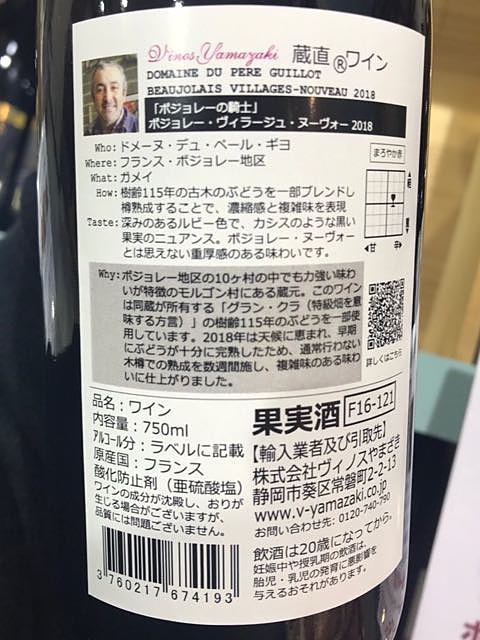 Vinos Yamazaki 蔵直®ワイン
DOMAINE DU PERE GUILLOT
BEAUJOLAIS VILLAGES-NOUVEAU 2018
「ボジョレーの騎士」
ボジョレー・ヴィラージュ・ヌーヴォー 2018
Who:ドメーヌ・デュ・ペール・ギヨ
Where:フランス・ボジョレー地区
What:ガメイ
How:樹齢115年の古木のぶどうを一部ブレンドし
樽熟成することで、濃縮感と複雑味を表現
Taste:深みのあるルビー色で、カシスのような黒い
果実のニュアンス。ボジョレー・ヌーヴォー
とは思えない重厚感のある味わいです。
まろやか赤
軽
重
◀甘 辛▶
Why:ボジョレー地区の10ヶ村の中でも力強い味わ
いが特徴のモルゴン村にある蔵元。このワイン
は同蔵が所有する「グラン・クラ（特級畑を意
味する方言）」の樹齢115年のぶどうを一部使
用しています。2018年は天候に恵まれ、早期
にぶどうが十分に完熟したため、通常行わない
木樽での熟成を数週間施し、複雑味のある味わ
いに仕上がりました。
詳しくはこちら
品名：ワイン
内容量：750ml
アルコール分：ラベルに記載
原産国：フランス
酸化防止剤（亜硫酸塩）
ワインの成分が沈殿し、おりが
生じる場合がございますが、
品質には問題ございません。
3 760217 674193
果実酒 F16-121
【輸入業者及び引取先】
株式会社ヴィノスやまざき
静岡市葵区常磐町2-2-13
www.v-yamazaki.co.jp
お問い合わせ先：0120-740-790
飲酒は20歳になってから。
妊娠中や授乳期の飲酒は、
胎児・乳児の発育に悪影響を
与えるおそれがあります。